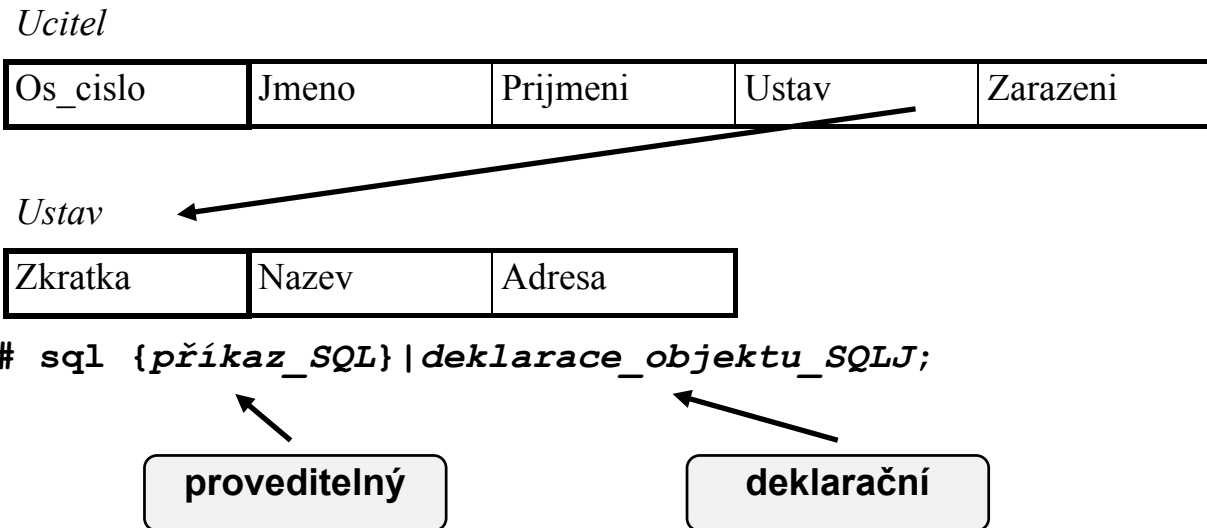 Ucitel
Os_cislo Jmeno Prijmeni Ustav Zarazeni
Ustav
Zkratka Nazev Adresa
# sql {příkaz_SQL}|deklarace_objektu_SQLJ;
proveditelný deklarační